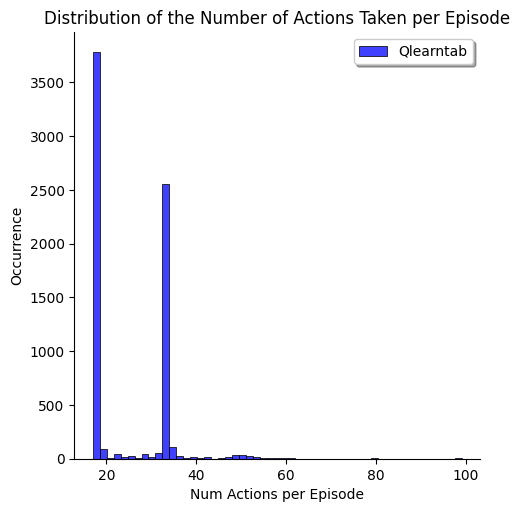 Distribution of the Number of Actions Taken per Episode
Qlearntab
3500
3000
2500
2000
1500
1000
500
0
Occurrence
20 40 60 80 100
Num Actions per Episode